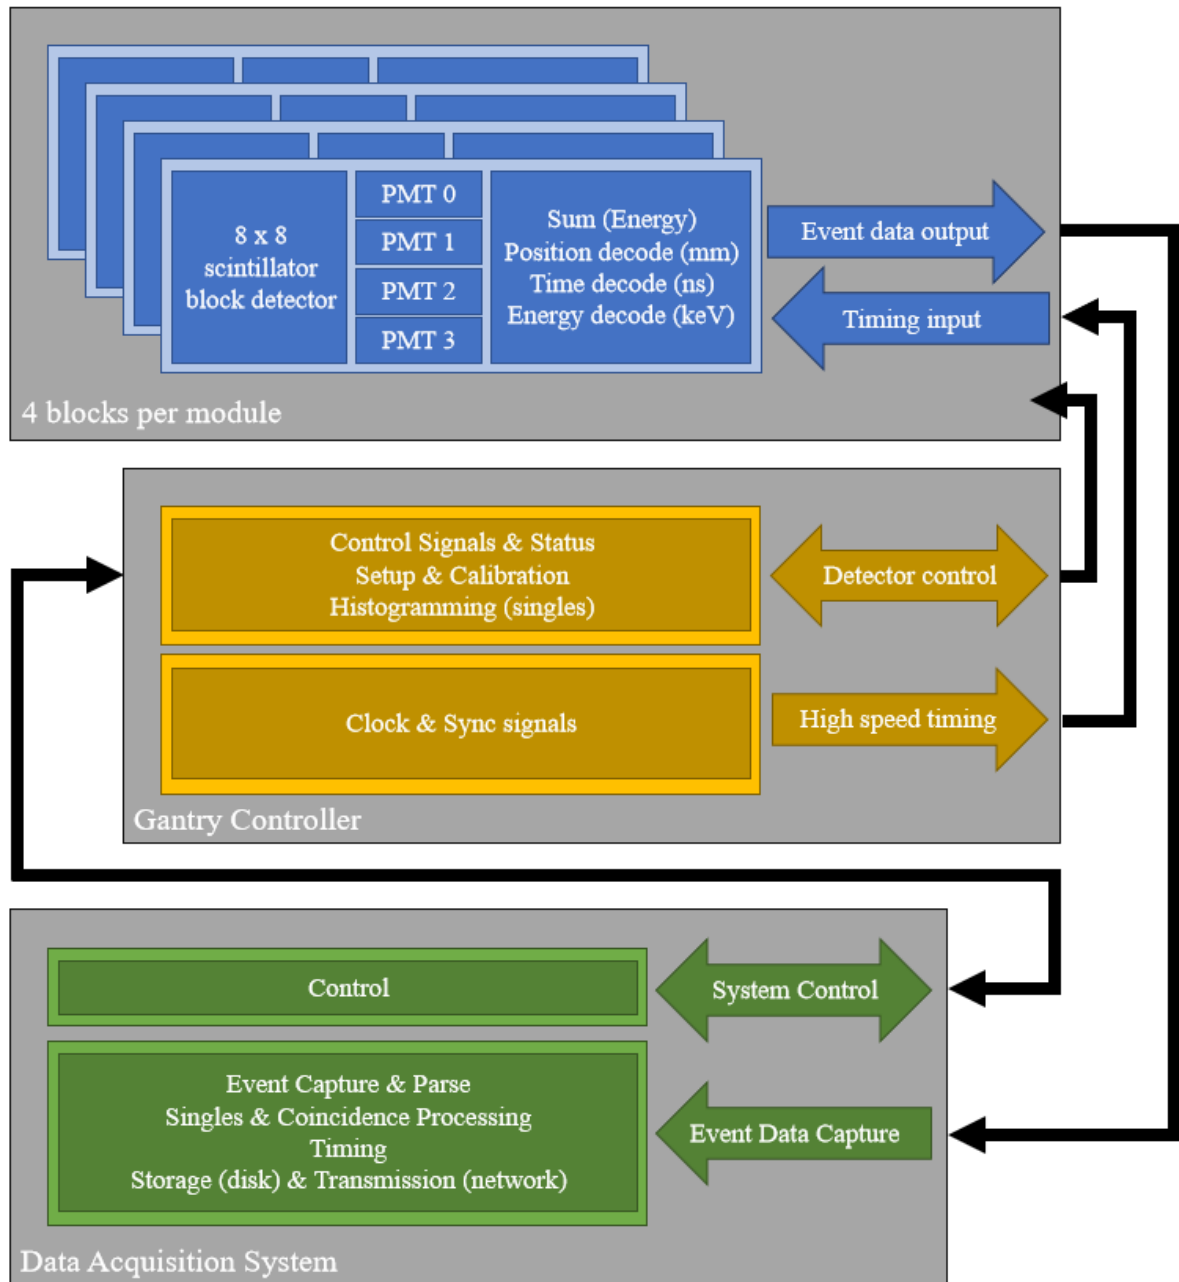 8 x 8
scintillator
block detector
PMT 0
PMT 1
PMT 2
PMT 3
Sum (Energy)
Position decode (mm)
Time decode (ns)
Energy decode (keV)
Event data output
Timing input
4 blocks per module
Control Signals & Status
Setup & Calibration
Histogramming (singles)
Detector control
Clock & Sync signals
High speed timing
Gantry Controller
Control
System Control
Event Capture & Parse
Singles & Coincidence Processing
Timing
Storage (disk) & Transmission (network)
Event Data Capture
Data Acquisition System